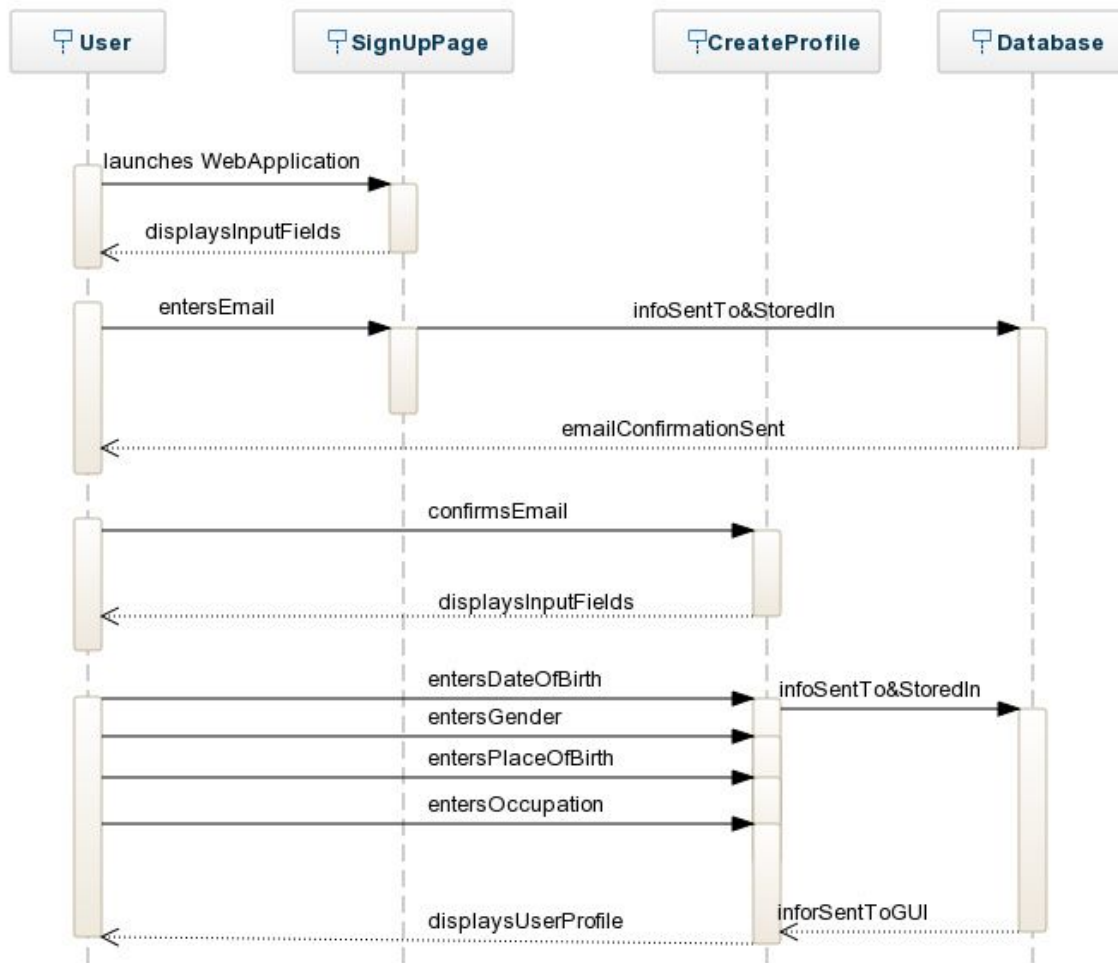 User
SignUpPage
CreateProfile
Database
launches WebApplication
displaysInputFields
entersEmail
infoSentTo&StoredIn
emailConfirmationSent
confirmsEmail
displaysInputFields
entersDateOfBirth
infoSentTo&StoredIn
entersGender
entersPlaceOfBirth
entersOccupation
inforSentToGUI
displaysUserProfile